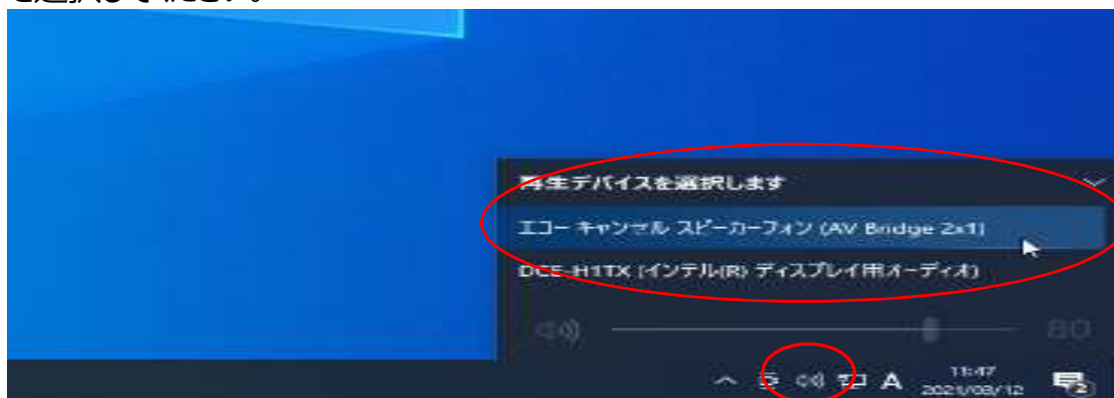 を選択してください。
再生デバイスを選択します
エコー キャンセル スピーカーフォン (AV Bridge 2x1)
DCE-H1TX (インテル(R) ディスプレイ用オーディオ)
80
A
11:47
2021/03/12
2